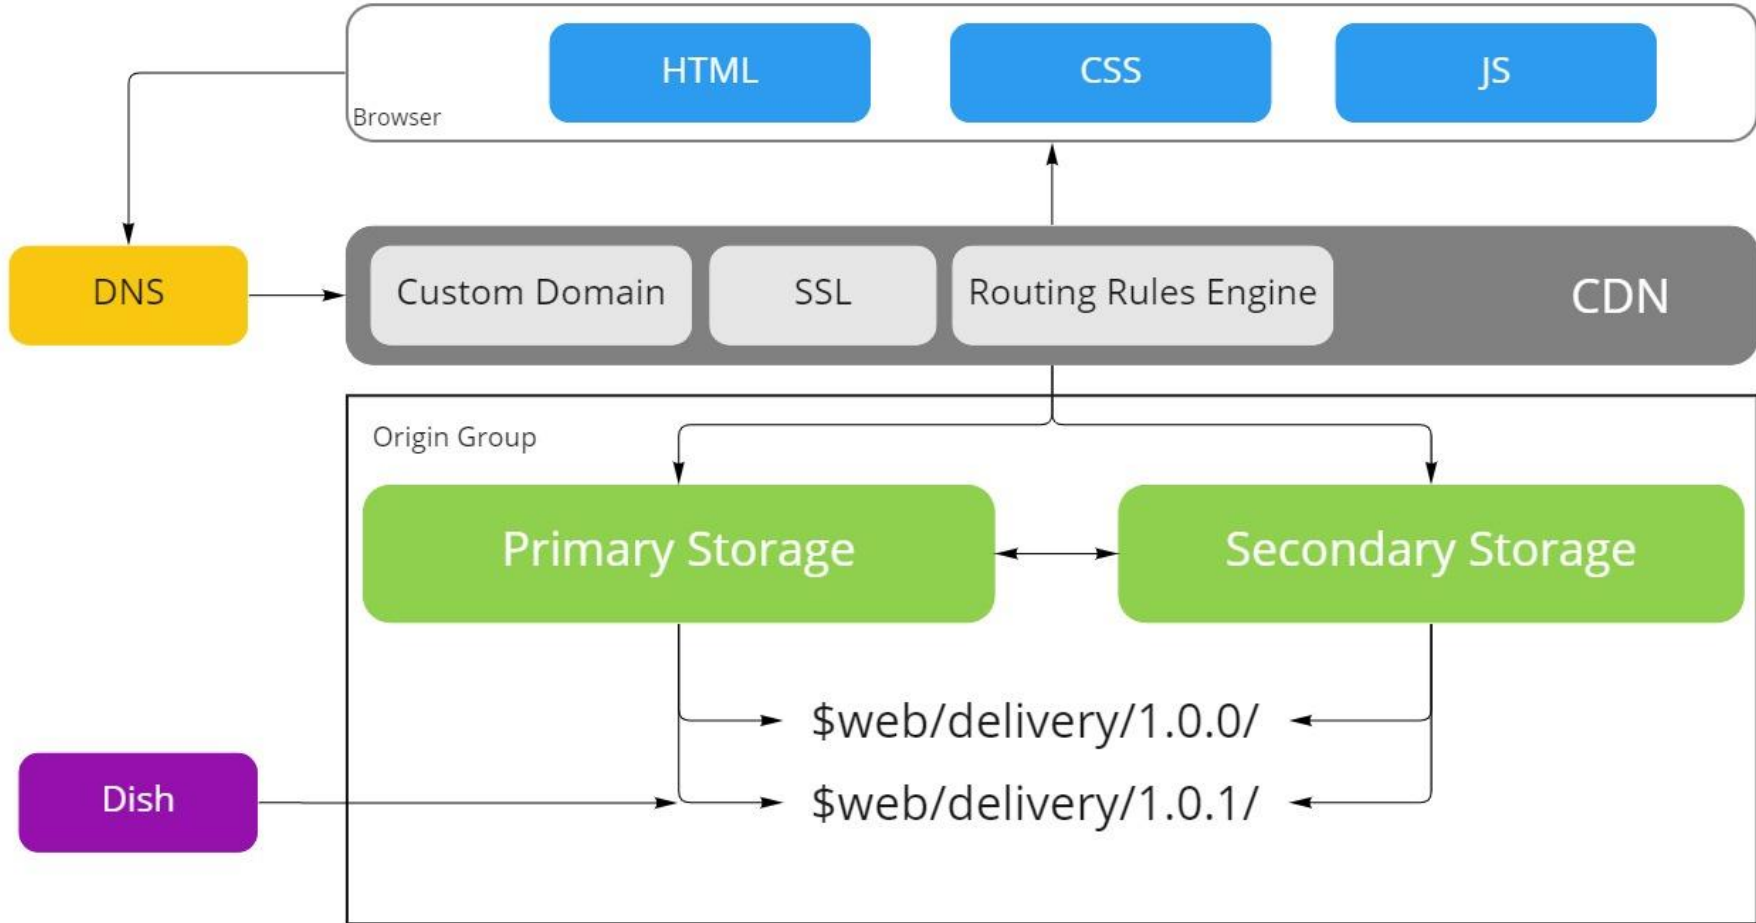 HTML
CSS
JS
Browser
DNS
Custom Domain
SSL
Routing Rules Engine
CDN
Origin Group
Primary Storage
Secondary Storage
$web/delivery/1.0.0/
$web/delivery/1.0.1/
Dish